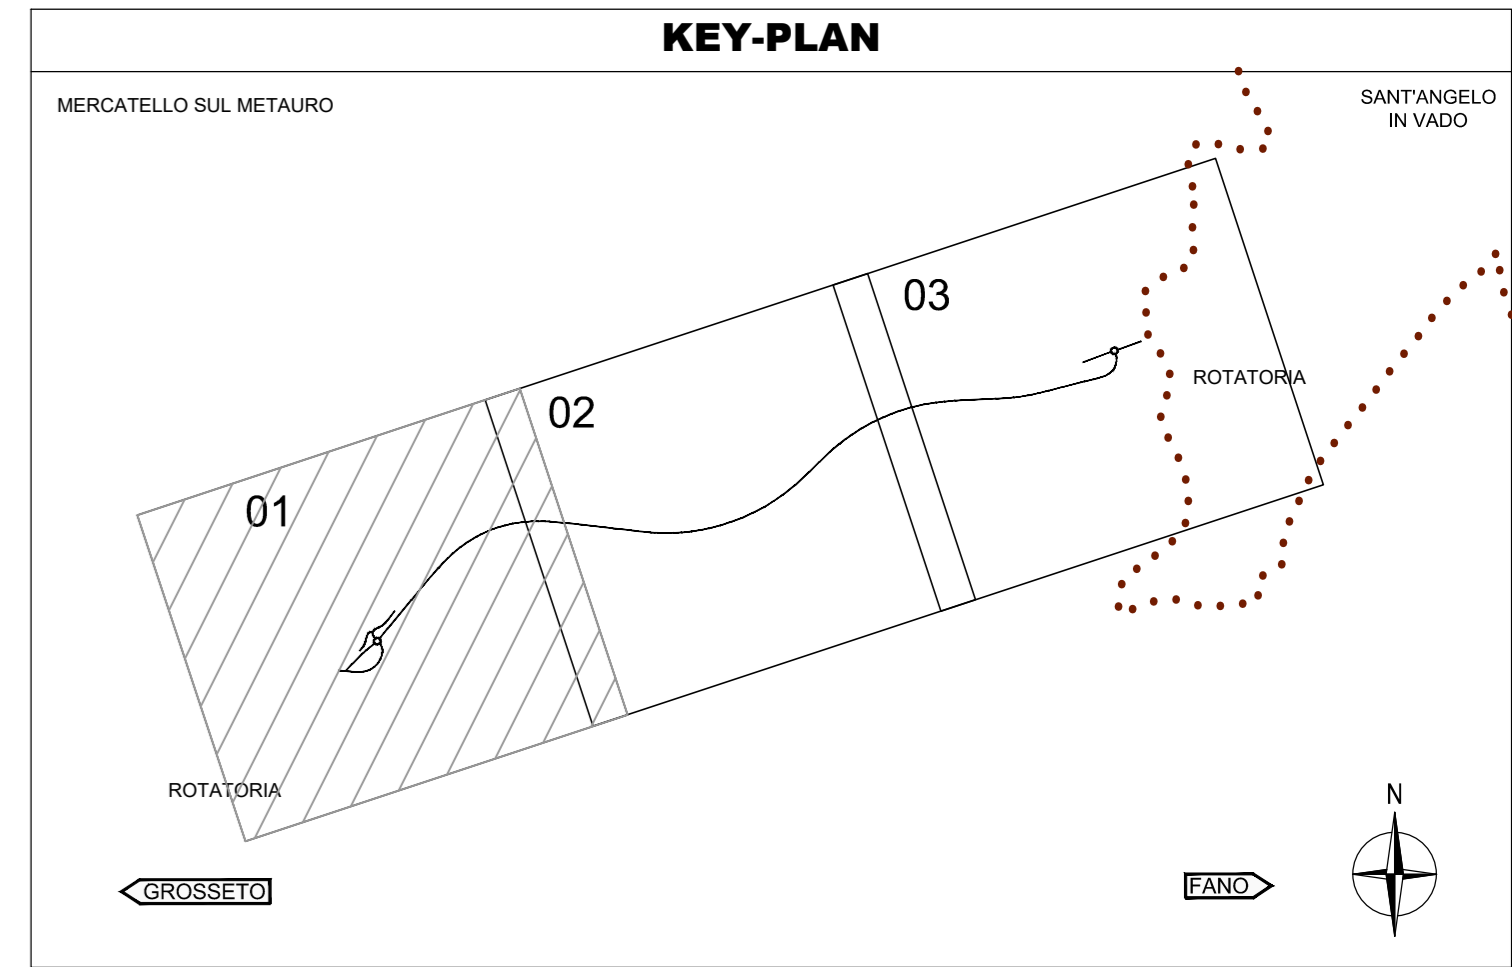 KEY-PLAN
MERCATELLO SUL METAURO
SANT'ANGELO
IN VADO
03
ROTATORIA
02
01
ROTATORIA
N
GROSSETO
FANO